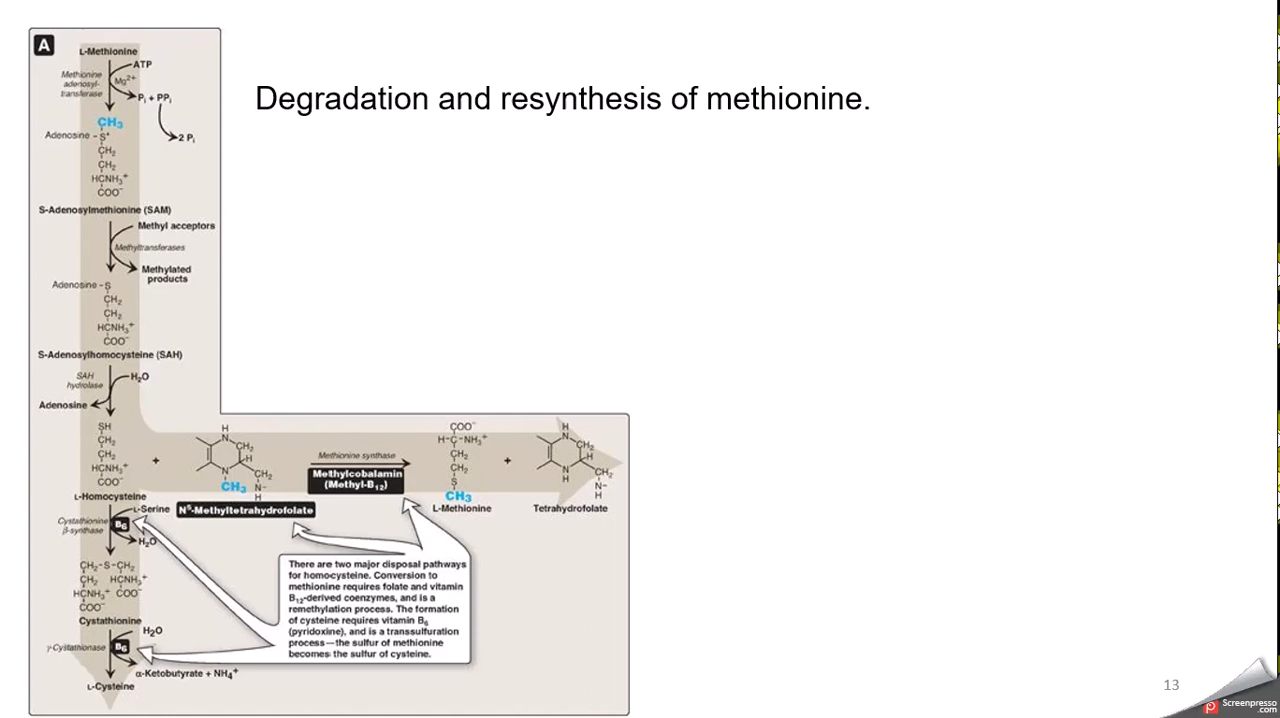 A
L-Methionine
Degradation and resynthesis of methionine.
ATP
Methionine
adenosyl-
transferase
Mg²⁺
Pᵢ + PPᵢ
CH₃
Adenosine – S⁺
2 Pᵢ
CH₂
CH₂
HCNH₃⁺
COO⁻
S-Adenosylmethionine (SAM)
Methyl acceptors
Methyltransferases
Methylated
products
Adenosine – S
CH₂
CH₂
HCNH₃⁺
COO⁻
S-Adenosylhomocysteine (SAH)
SAH
hydrolase
H₂O
Adenosine
SH
CH₂
CH₂
HCNH₃⁺
COO⁻
L-Homocysteine
+
H
N
CH₂
H
N
CH₂
CH₃
N–
H
N⁵-Methyltetrahydrofolate
Methionine synthase
Methylcobalamin
(Methyl-B₁₂)
COO⁻
H-C-NH₃⁺
CH₂
CH₂
S
CH₃
L-Methionine
+
H
N
CH₂
H
N
H
CH₂
N–
H
Tetrahydrofolate
L-Serine
Cystathionine
β-synthase
B₆
H₂O
CH₂-S-CH₂
CH₂ HCNH₃⁺
HCNH₃⁺ COO⁻
COO⁻
Cystathionine
H₂O
γ-Cystathionase
B₆
α-Ketobutyrate + NH₄⁺
L-Cysteine
There are two major disposal pathways
for homocysteine. Conversion to
methionine requires folate and vitamin
B₁₂-derived coenzymes, and is a
remethylation process. The formation
of cysteine requires vitamin B₆
(pyridoxine), and is a transsulfuration
process—the sulfur of methionine
becomes the sulfur of cysteine.
13
Screenpresso
.com